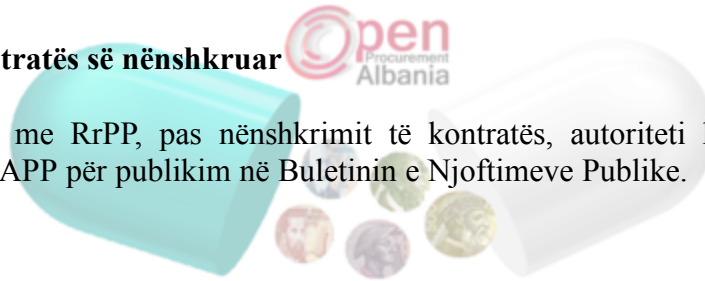 Open
Procurement
Albania
tratës së nënshkruar
me RrPP, pas nënshkrimit të kontratës, autoriteti
APP për publikim në Buletinin e Njoftimeve Publike.